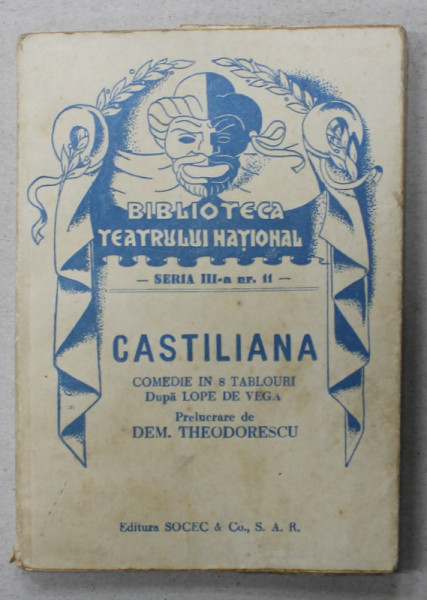 BIBLIOTECA
TEATRULUI NAȚIONAL
— SERIA III-a nr. 11 —
CASTILIANA
COMEDIE IN 8 TABLOURI
După LOPE DE VEGA
Prelucrare de
DEM. THEODORESCU
Editura SOCEC & Co., S. A. R.